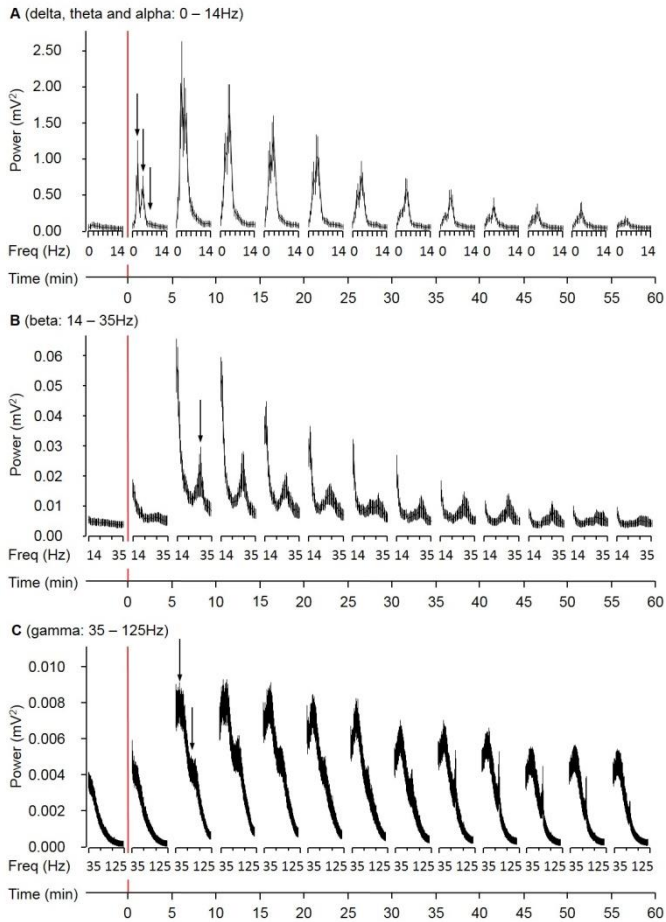 A (delta, theta and alpha: 0 – 14Hz)
Power (mV²)
2.50
2.00
1.50
1.00
0.50
0.00
Freq (Hz) 0 14 0 14 0 14 0 14 0 14 0 14 0 14 0 14 0 14 0 14 0 14 0 14 0 14
Time (min)
0 5 10 15 20 25 30 35 40 45 50 55 60
B (beta: 14 – 35Hz)
Power (mV²)
0.06
0.05
0.04
0.03
0.02
0.01
0.00
Freq (Hz) 14 35 14 35 14 35 14 35 14 35 14 35 14 35 14 35 14 35 14 35 14 35 14 35 14 35
Time (min)
0 5 10 15 20 25 30 35 40 45 50 55 60
C (gamma: 35 – 125Hz)
Power (mV²)
0.010
0.008
0.006
0.004
0.002
0.000
Freq (Hz) 35 125 35 125 35 125 35 125 35 125 35 125 35 125 35 125 35 125 35 125 35 125 35 125 35 125
Time (min)
0 5 10 15 20 25 30 35 40 45 50 55 60